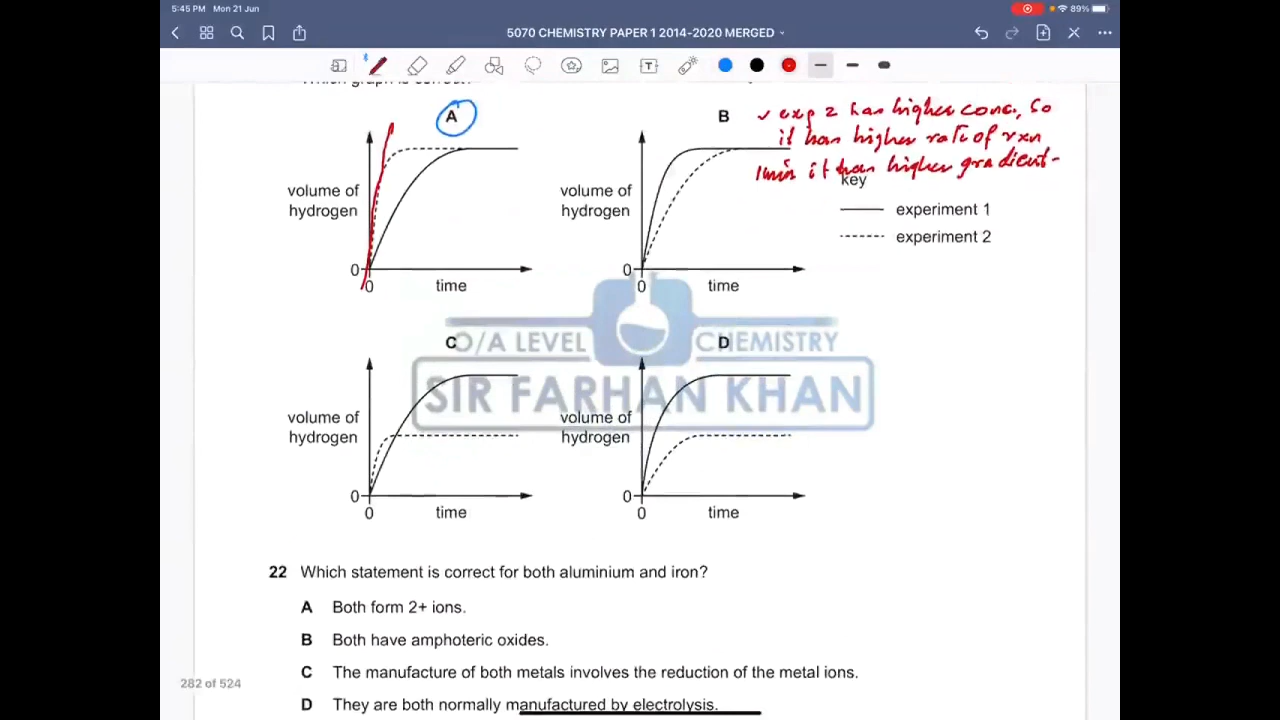 5:45 PM Mon 21 Jun
89%
5070 CHEMISTRY PAPER 1 2014-2020 MERGED
A
B
✓ exp 2 has higher conc., so
it has higher rate of rxn
it has higher gradient
key
experiment 1
experiment 2
volume of
hydrogen
0
0
time
volume of
hydrogen
0
0
time
O/A LEVEL CHEMISTRY
SIR FARHAN KHAN
C
D
volume of
hydrogen
0
0
time
volume of
hydrogen
0
0
time
22 Which statement is correct for both aluminium and iron?
A Both form 2+ ions.
B Both have amphoteric oxides.
C The manufacture of both metals involves the reduction of the metal ions.
D They are both normally manufactured by electrolysis.
282 of 524